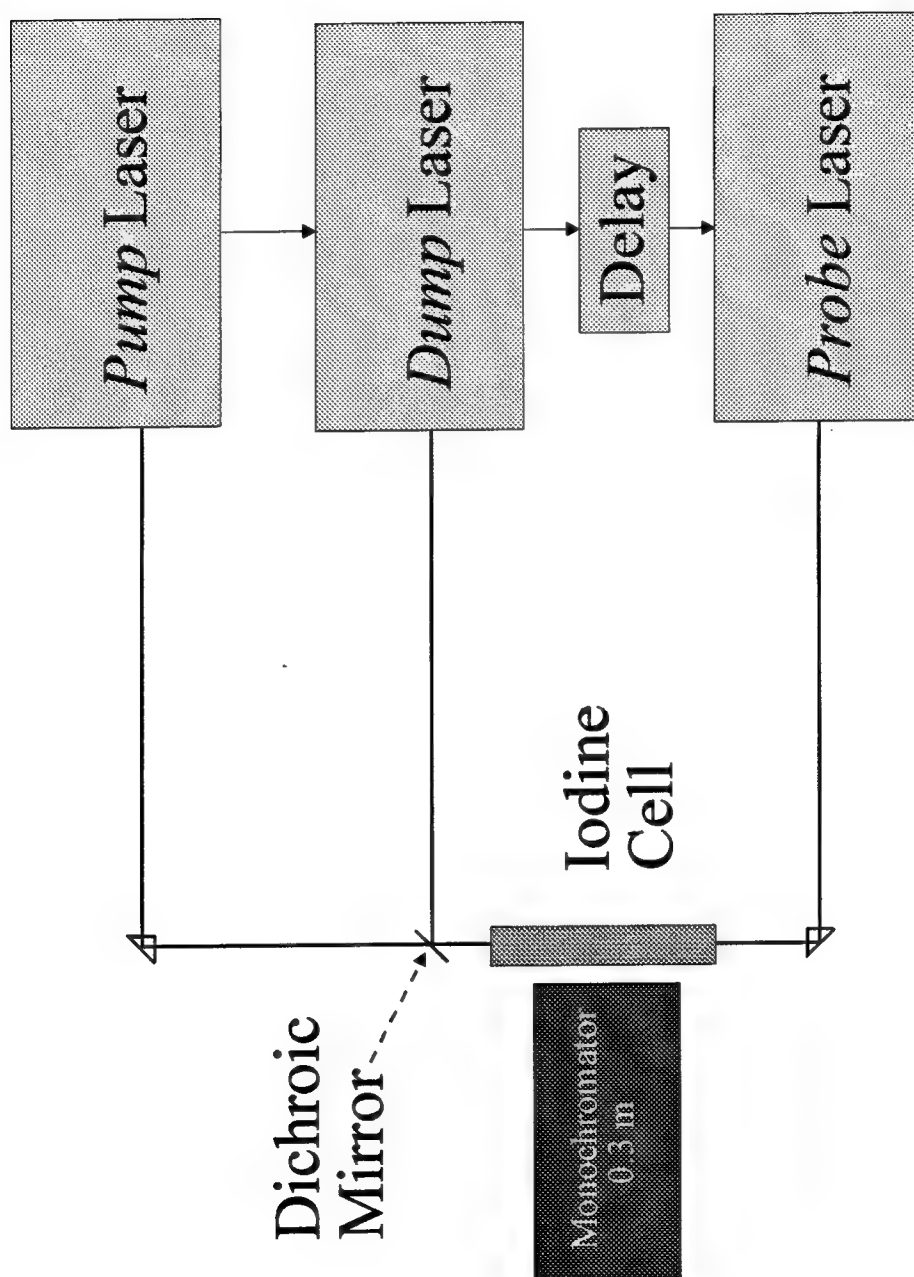 Pump Laser
Dump Laser
Delay
Probe Laser
Dichroic
Mirror
Iodine
Cell
Monochromator
0 3 m